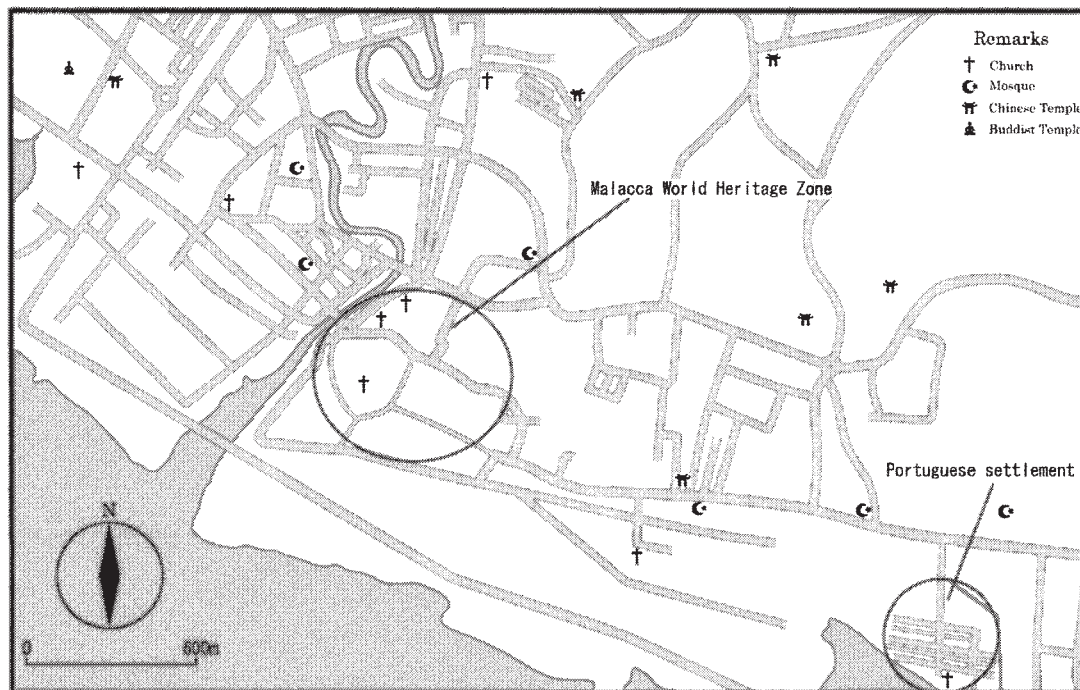 Remarks
Church
Mosque
Chinese Temple
Buddist Temple
Malacca World Heritage Zone
Portuguese settlement
N
0 600m